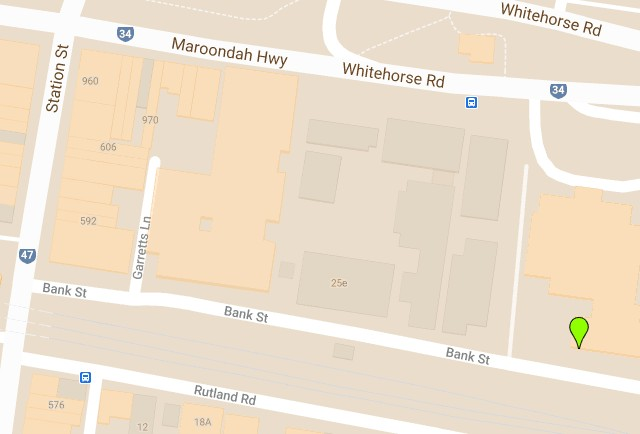 Whitehorse Rd
34
Maroondah Hwy
Whitehorse Rd
34
Station St
960
970
606
592
Garretts Ln
47
25e
Bank St
Bank St
Bank St
Rutland Rd
576
12
18A